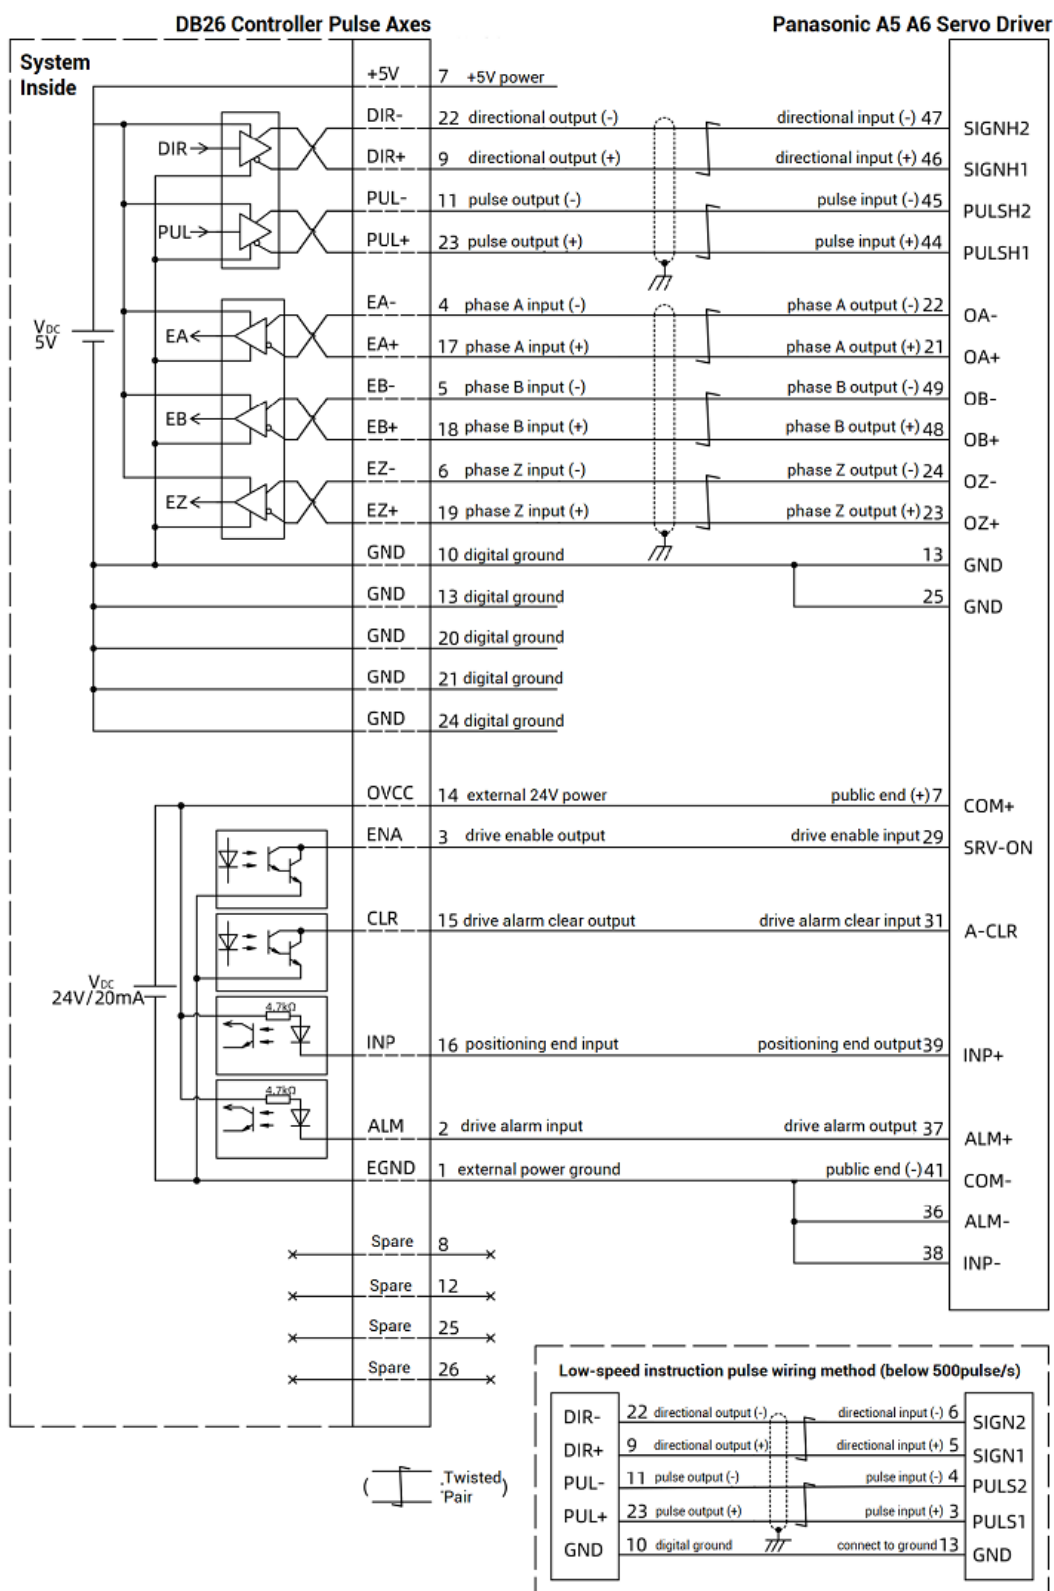 DB26 Controller Pulse Axes
Panasonic A5 A6 Servo Driver
System
Inside
+5V 7 +5V power
DIR- 22 directional output (-) directional input (-) 47 SIGNH2
DIR
DIR+ 9 directional output (+) directional input (+) 46 SIGNH1
PUL- 11 pulse output (-) pulse input (-) 45 PULSH2
PUL
PUL+ 23 pulse output (+) pulse input (+) 44 PULSH1
EA- 4 phase A input (-) phase A output (-) 22 OA-
VDC
5V
EA
EA+ 17 phase A input (+) phase A output (+) 21 OA+
EB- 5 phase B input (-) phase B output (-) 49 OB-
EB
EB+ 18 phase B input (+) phase B output (+) 48 OB+
EZ- 6 phase Z input (-) phase Z output (-) 24 OZ-
EZ
EZ+ 19 phase Z input (+) phase Z output (+) 23 OZ+
GND 10 digital ground 13 GND
GND 13 digital ground 25 GND
GND 20 digital ground
GND 21 digital ground
GND 24 digital ground
OVCC 14 external 24V power public end (+) 7 COM+
ENA 3 drive enable output drive enable input 29 SRV-ON
CLR 15 drive alarm clear output drive alarm clear input 31 A-CLR
VDC
24V/20mA
4.7kΩ
INP 16 positioning end input positioning end output 39 INP+
4.7kΩ
ALM 2 drive alarm input drive alarm output 37 ALM+
EGND 1 external power ground public end (-) 41 COM-
36 ALM-
Spare 8
38 INP-
Spare 12
Spare 25
Spare 26
Low-speed instruction pulse wiring method (below 500pulse/s)
DIR- 22 directional output (-) directional input (-) 6 SIGN2
DIR+ 9 directional output (+) directional input (+) 5 SIGN1
PUL- 11 pulse output (-) pulse input (-) 4 PULS2
PUL+ 23 pulse output (+) pulse input (+) 3 PULS1
GND 10 digital ground connect to ground 13 GND
( Twisted )
Pair